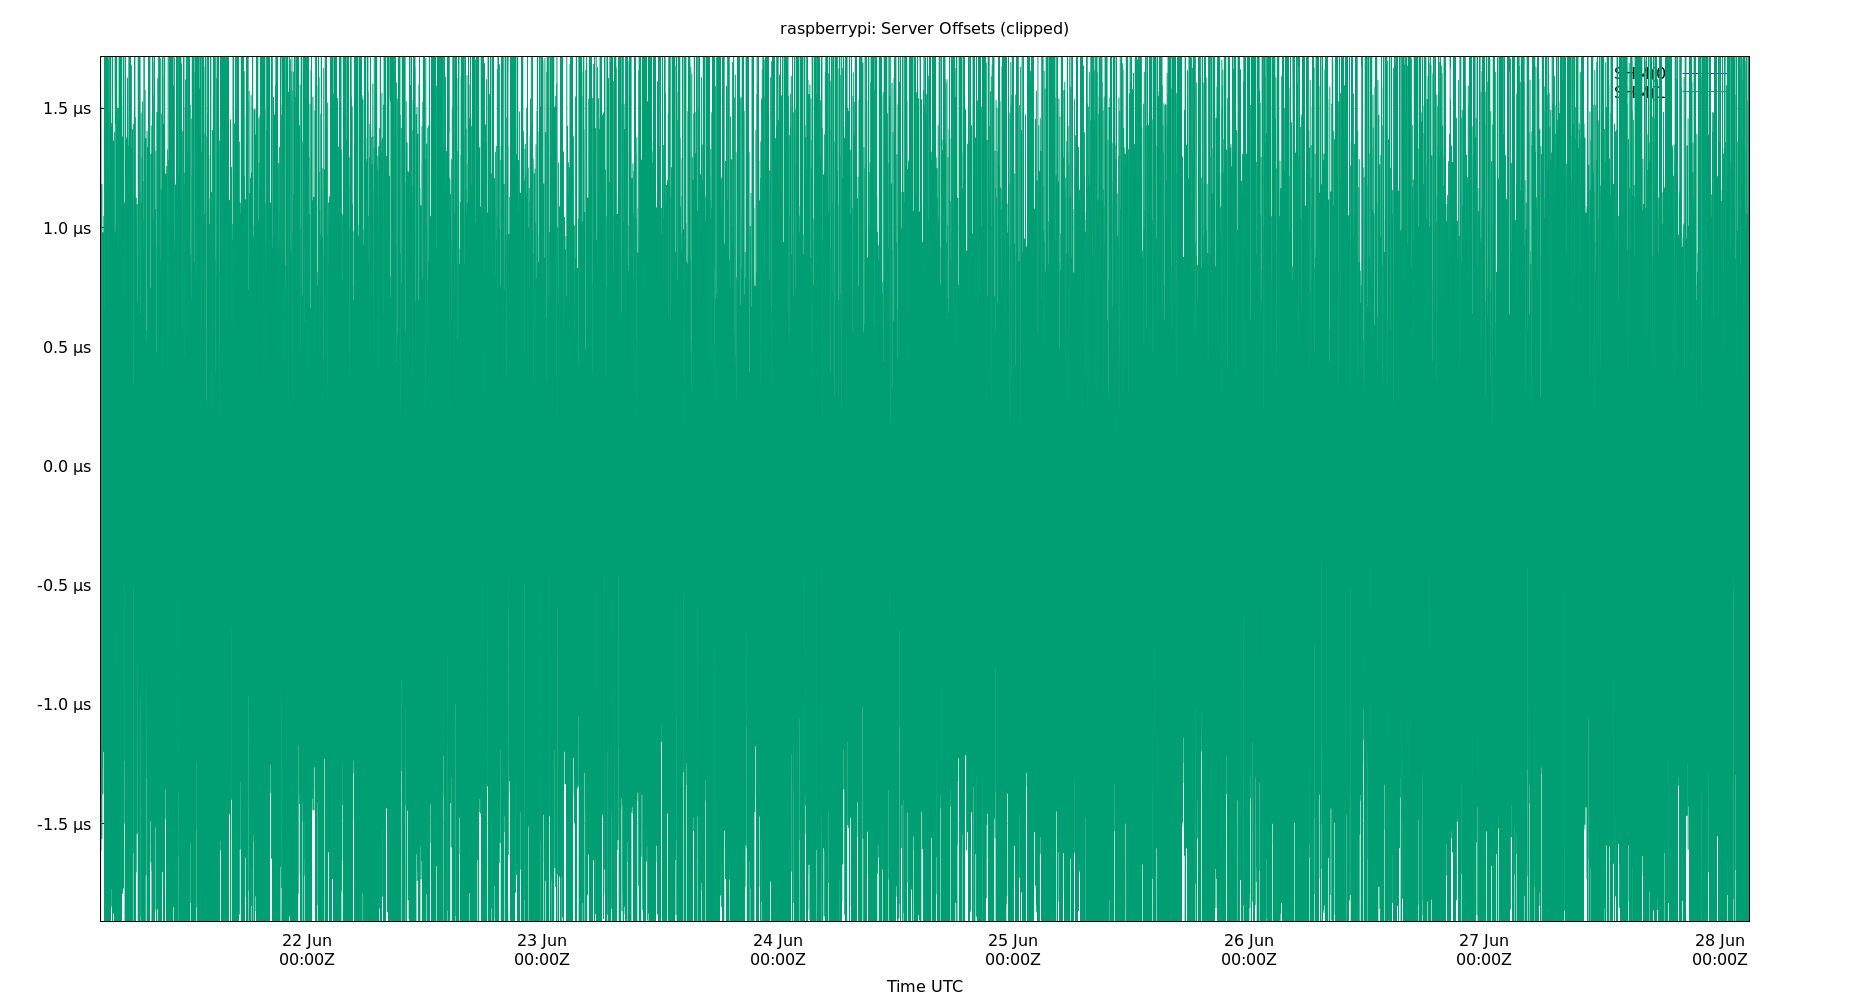 raspberrypi: Server Offsets (clipped)
1.5 µs
1.0 µs
0.5 µs
0.0 µs
-0.5 µs
-1.0 µs
-1.5 µs
22 Jun
00:00Z
23 Jun
00:00Z
24 Jun
00:00Z
25 Jun
00:00Z
26 Jun
00:00Z
27 Jun
00:00Z
28 Jun
00:00Z
Time UTC